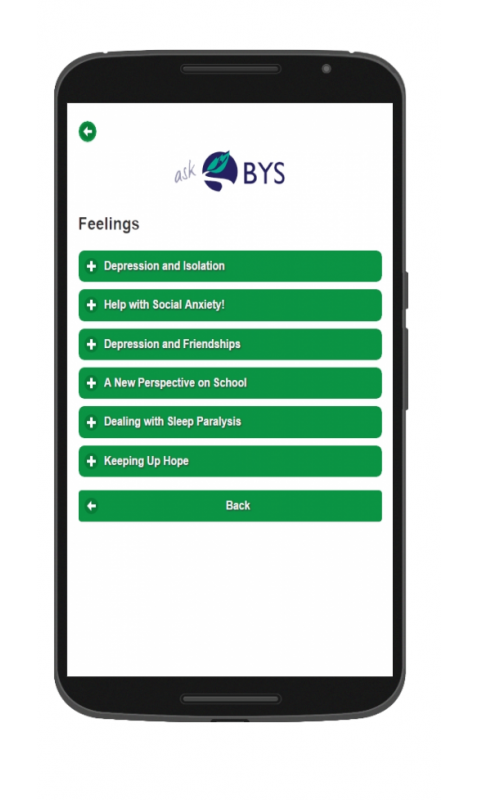 ask BYS
Feelings
Depression and Isolation
Help with Social Anxiety!
Depression and Friendships
A New Perspective on School
Dealing with Sleep Paralysis
Keeping Up Hope
Back